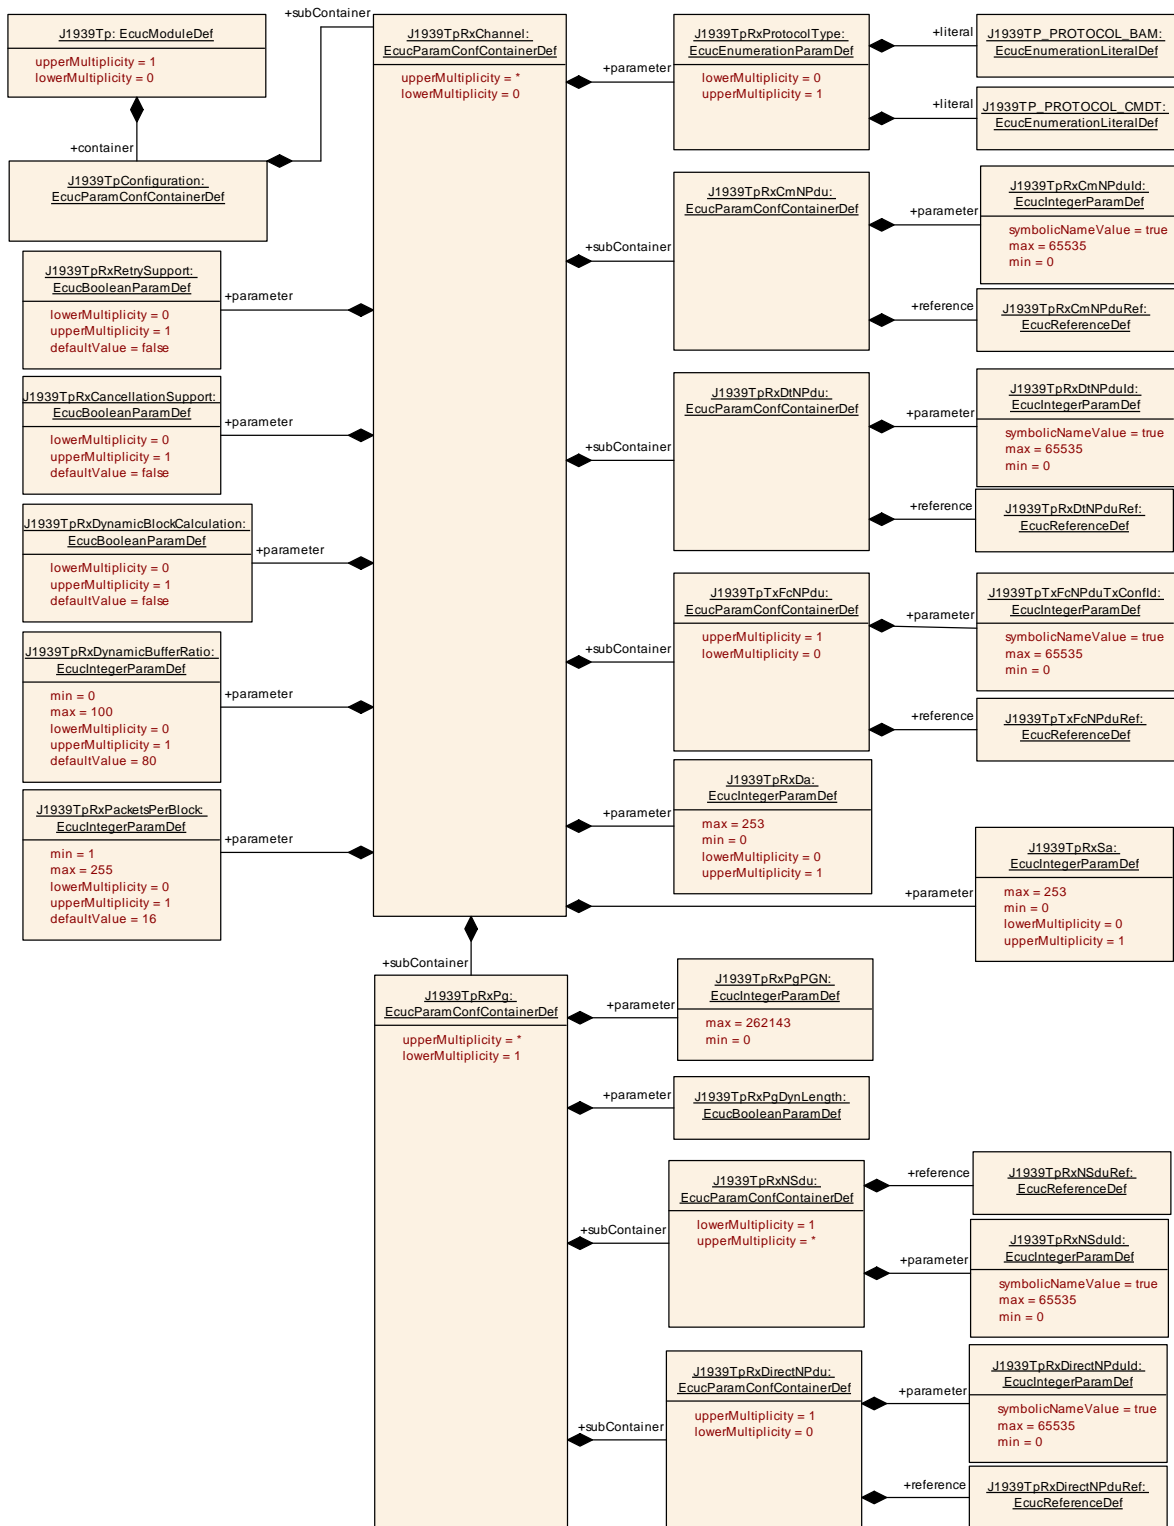 J1939Tp: EcucModuleDef
upperMultiplicity = 1
lowerMultiplicity = 0
+container
J1939TpConfiguration:
EcucParamConfContainerDef
+subContainer
J1939TpRxChannel:
EcucParamConfContainerDef
upperMultiplicity = *
lowerMultiplicity = 0
+parameter
J1939TpRxProtocolType:
EcucEnumerationParamDef
lowerMultiplicity = 0
upperMultiplicity = 1
+literal
J1939TP_PROTOCOL_BAM:
EcucEnumerationLiteralDef
+literal
J1939TP_PROTOCOL_CMDT:
EcucEnumerationLiteralDef
+subContainer
J1939TpRxCmNPdu:
EcucParamConfContainerDef
+parameter
J1939TpRxCmNPduId:
EcucIntegerParamDef
symbolicNameValue = true
max = 65535
min = 0
+reference
J1939TpRxCmNPduRef:
EcucReferenceDef
J1939TpRxRetrySupport:
EcucBooleanParamDef
lowerMultiplicity = 0
upperMultiplicity = 1
defaultValue = false
+parameter
J1939TpRxCancellationSupport:
EcucBooleanParamDef
lowerMultiplicity = 0
upperMultiplicity = 1
defaultValue = false
+parameter
+subContainer
J1939TpRxDtNPdu:
EcucParamConfContainerDef
+parameter
J1939TpRxDtNPduId:
EcucIntegerParamDef
symbolicNameValue = true
max = 65535
min = 0
+reference
J1939TpRxDtNPduRef:
EcucReferenceDef
J1939TpRxDynamicBlockCalculation:
EcucBooleanParamDef
lowerMultiplicity = 0
upperMultiplicity = 1
defaultValue = false
+parameter
+subContainer
J1939TpTxFcNPdu:
EcucParamConfContainerDef
upperMultiplicity = 1
lowerMultiplicity = 0
+parameter
J1939TpTxFcNPduTxConfId:
EcucIntegerParamDef
symbolicNameValue = true
max = 65535
min = 0
+reference
J1939TpTxFcNPduRef:
EcucReferenceDef
J1939TpRxDynamicBufferRatio:
EcucIntegerParamDef
min = 0
max = 100
lowerMultiplicity = 0
upperMultiplicity = 1
defaultValue = 80
+parameter
J1939TpRxPacketsPerBlock:
EcucIntegerParamDef
min = 1
max = 255
lowerMultiplicity = 0
upperMultiplicity = 1
defaultValue = 16
+parameter
+parameter
J1939TpRxDa:
EcucIntegerParamDef
max = 253
min = 0
lowerMultiplicity = 0
upperMultiplicity = 1
+parameter
J1939TpRxSa:
EcucIntegerParamDef
max = 253
min = 0
lowerMultiplicity = 0
upperMultiplicity = 1
+subContainer
J1939TpRxPg:
EcucParamConfContainerDef
upperMultiplicity = *
lowerMultiplicity = 1
+parameter
J1939TpRxPgPGN:
EcucIntegerParamDef
max = 262143
min = 0
+parameter
J1939TpRxPgDynLength:
EcucBooleanParamDef
+subContainer
J1939TpRxNSdu:
EcucParamConfContainerDef
lowerMultiplicity = 1
upperMultiplicity = *
+reference
J1939TpRxNSduRef:
EcucReferenceDef
+parameter
J1939TpRxNSduId:
EcucIntegerParamDef
symbolicNameValue = true
max = 65535
min = 0
+subContainer
J1939TpRxDirectNPdu:
EcucParamConfContainerDef
upperMultiplicity = 1
lowerMultiplicity = 0
+parameter
J1939TpRxDirectNPduId:
EcucIntegerParamDef
symbolicNameValue = true
max = 65535
min = 0
+reference
J1939TpRxDirectNPduRef:
EcucReferenceDef